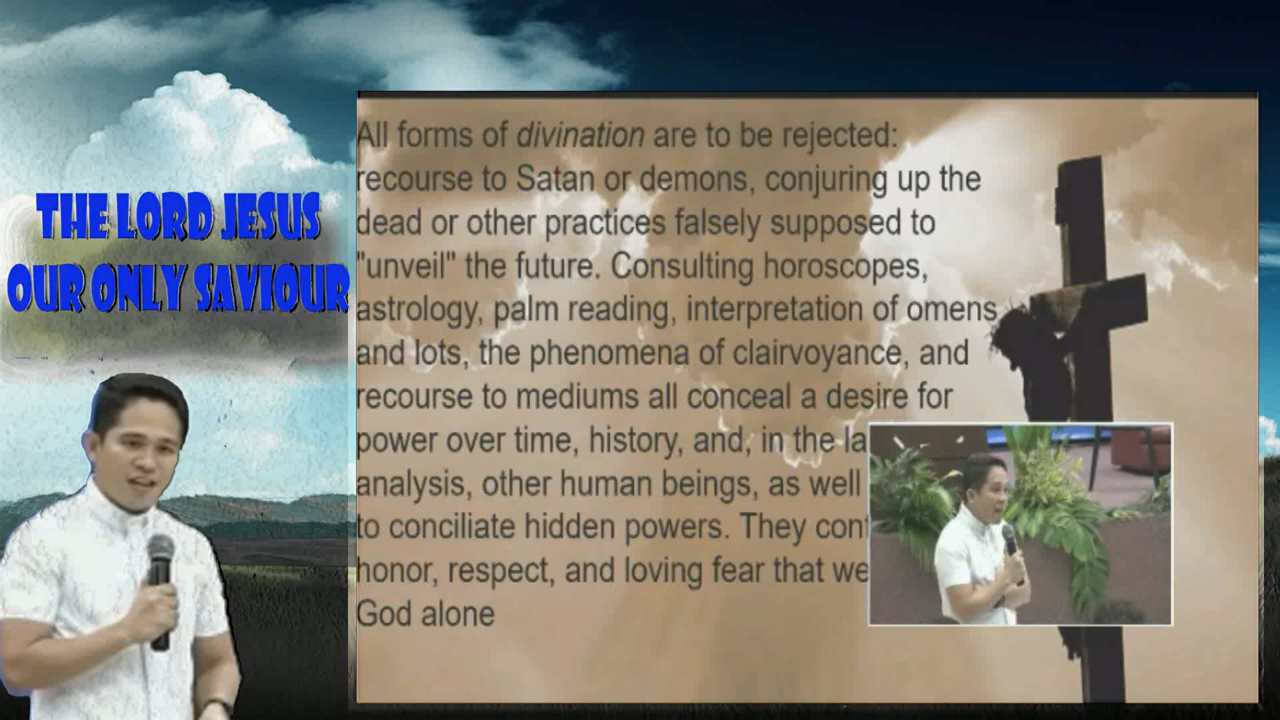 THE LORD JESUS
OUR ONLY SAVIOUR
All forms of divination are to be rejected:
recourse to Satan or demons, conjuring up the
dead or other practices falsely supposed to
"unveil" the future. Consulting horoscopes,
astrology, palm reading, interpretation of omens
and lots, the phenomena of clairvoyance, and
recourse to mediums all conceal a desire for
power over time, history, and, in the
analysis, other human beings, as well
to conciliate hidden powers. They
honor, respect, and loving fear that we
God alone